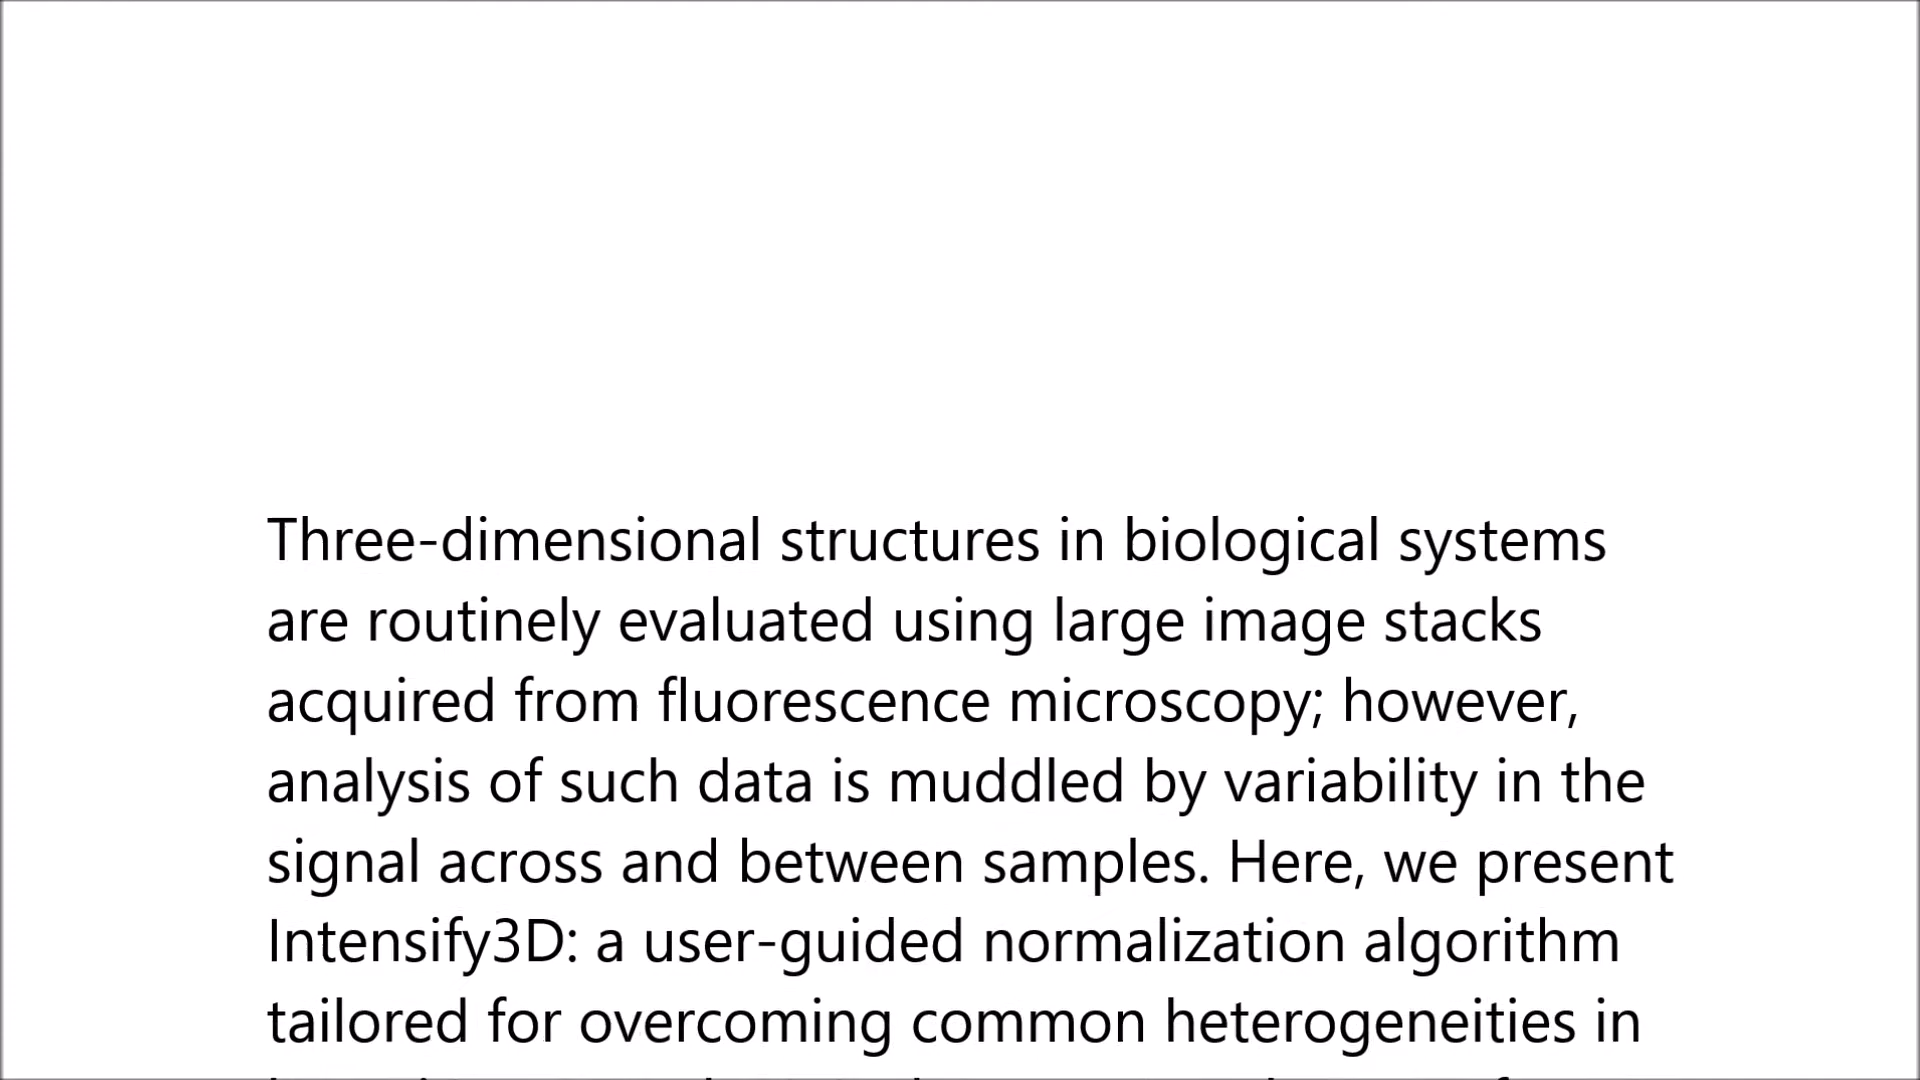 Three-dimensional structures in biological systems
are routinely evaluated using large image stacks
acquired from fluorescence microscopy; however,
analysis of such data is muddled by variability in the
signal across and between samples. Here, we present
Intensify3D: a user-guided normalization algorithm
tailored for overcoming common heterogeneities in